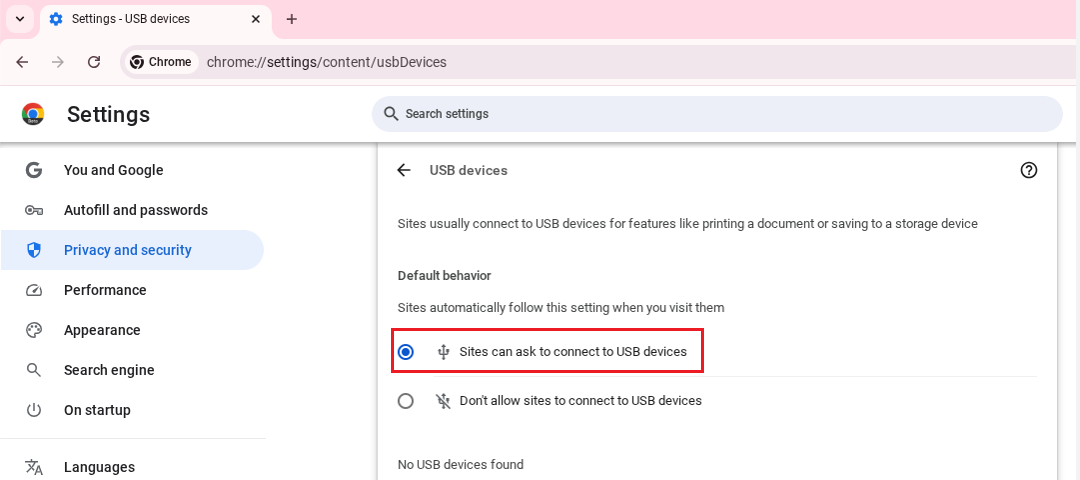 Settings - USB devices
Chrome
chrome://settings/content/usbDevices
Beta
Settings
Search settings
You and Google
Autofill and passwords
Privacy and security
Performance
Appearance
Search engine
On startup
Languages
USB devices
Sites usually connect to USB devices for features like printing a document or saving to a storage device
Default behavior
Sites automatically follow this setting when you visit them
Sites can ask to connect to USB devices
Don't allow sites to connect to USB devices
No USB devices found